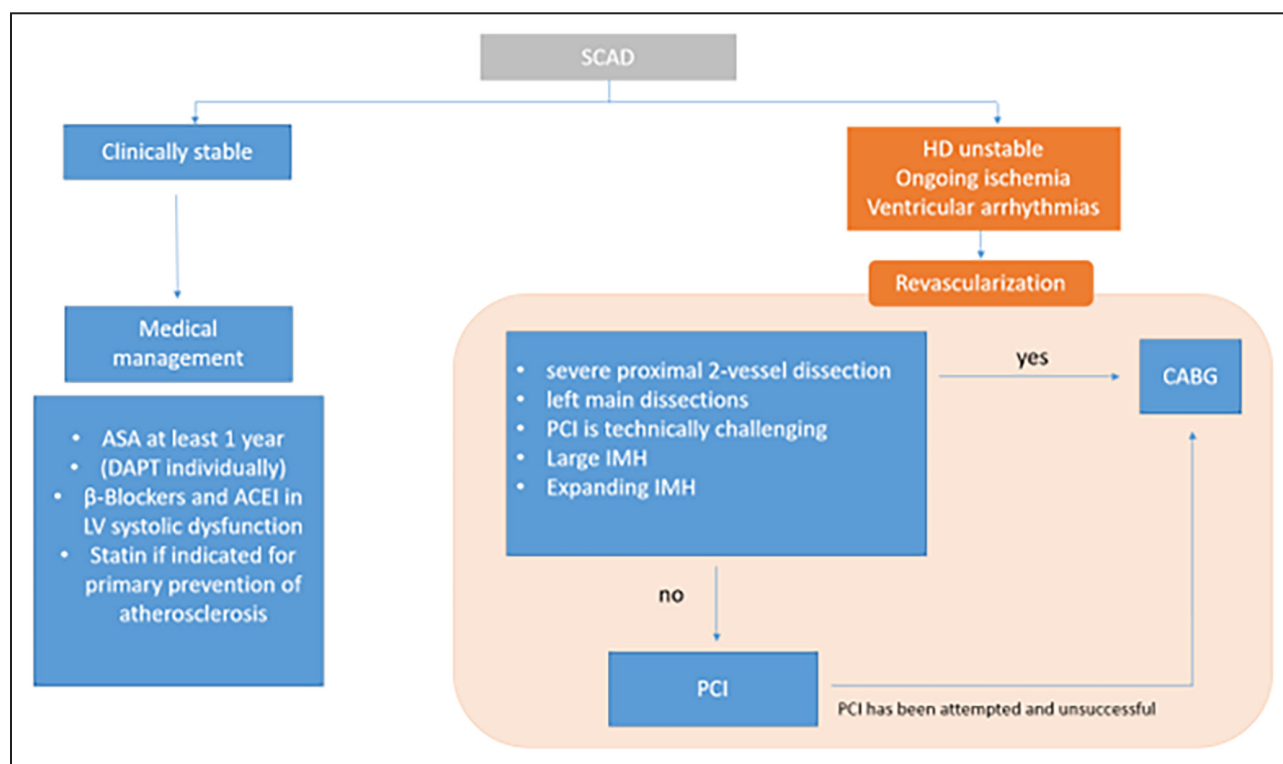 SCAD
Clinically stable
HD unstable
Ongoing ischemia
Ventricular arrhythmias
Revascularization
Medical
management
• ASA at least 1 year
• (DAPT individually)
• β-Blockers and ACEI in
LV systolic dysfunction
• Statin if indicated for
primary prevention of
atherosclerosis
• severe proximal 2-vessel dissection
• left main dissections
• PCI is technically challenging
• Large IMH
• Expanding IMH
yes
CABG
no
PCI
PCI has been attempted and unsuccessful